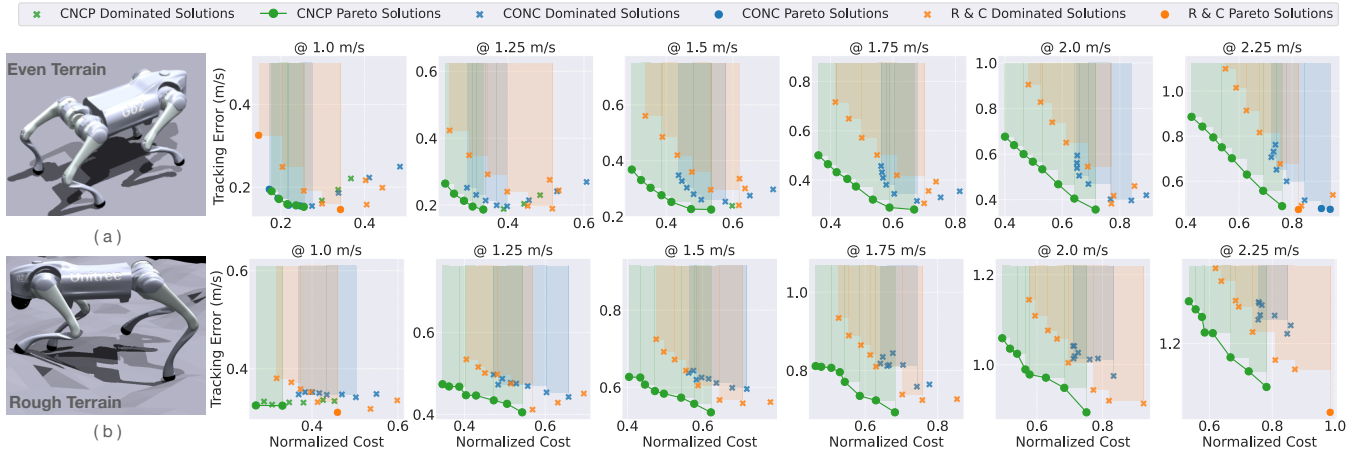 CNCP Dominated Solutions CNCP Pareto Solutions CONC Dominated Solutions CONC Pareto Solutions R & C Dominated Solutions R & C Pareto Solutions
Even Terrain
Go2
( a )
Tracking Error (m/s)
@ 1.0 m/s
0.4
0.2
0.2 0.4
@ 1.25 m/s
0.6
0.4
0.2
0.2 0.4 0.6
@ 1.5 m/s
0.6
0.4
0.2
0.4 0.6
@ 1.75 m/s
0.8
0.6
0.4
0.4 0.6 0.8
@ 2.0 m/s
1.0
0.8
0.6
0.4
0.4 0.6 0.8
@ 2.25 m/s
1.0
0.8
0.6
0.4 0.6 0.8
Unitree
Rough Terrain
( b )
Tracking Error (m/s)
@ 1.0 m/s
0.6
0.4
0.4 0.6
Normalized Cost
@ 1.25 m/s
0.6
0.4
0.4 0.6
Normalized Cost
@ 1.5 m/s
0.8
0.6
0.4 0.6 0.8
Normalized Cost
@ 1.75 m/s
1.0
0.8
0.6 0.8
Normalized Cost
@ 2.0 m/s
1.2
1.0
0.6 0.8
Normalized Cost
@ 2.25 m/s
1.2
0.6 0.8 1.0
Normalized Cost